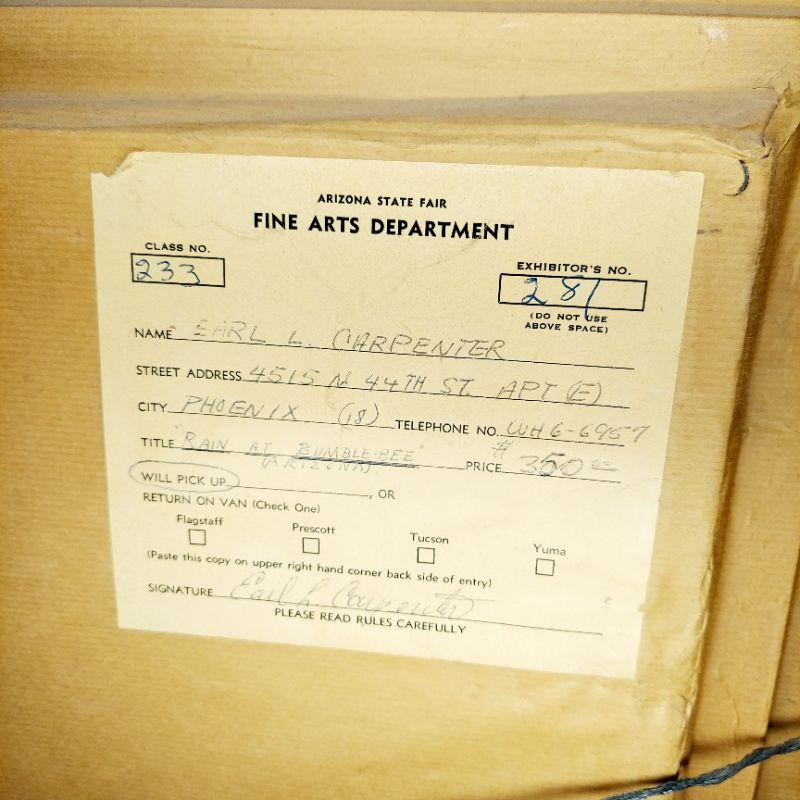 ARIZONA STATE FAIR
FINE ARTS DEPARTMENT
CLASS NO.
233
EXHIBITOR'S NO.
281
(DO NOT USE
ABOVE SPACE)
NAME EARL L. CARPENTER
STREET ADDRESS 4515 N. 44TH ST. APT (E)
CITY PHOENIX (18) TELEPHONE NO. WH6-6957
TITLE "RAIN AT BUMBLE-BEE" PRICE $350.00
(ARIZONA)
WILL PICK UP , OR
RETURN ON VAN (Check One)
Flagstaff Prescott Tucson Yuma
(Paste this copy on upper right hand corner back side of entry)
SIGNATURE Earl L. Carpenter
PLEASE READ RULES CAREFULLY